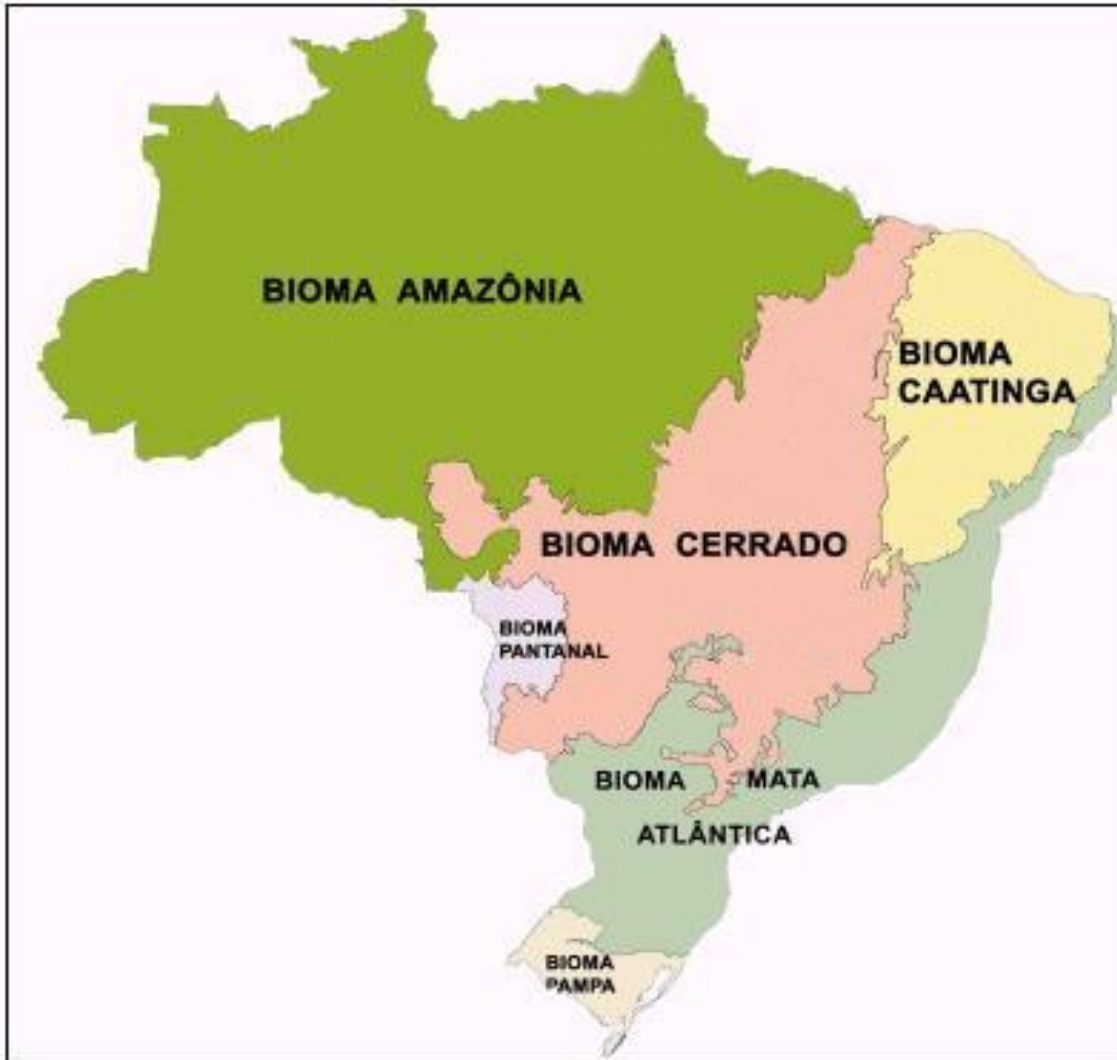 BIOMA AMAZÔNIA
BIOMA
CAATINGA
BIOMA CERRADO
BIOMA
PANTANAL
BIOMA MATA
ATLÂNTICA
BIOMA
PAMPA